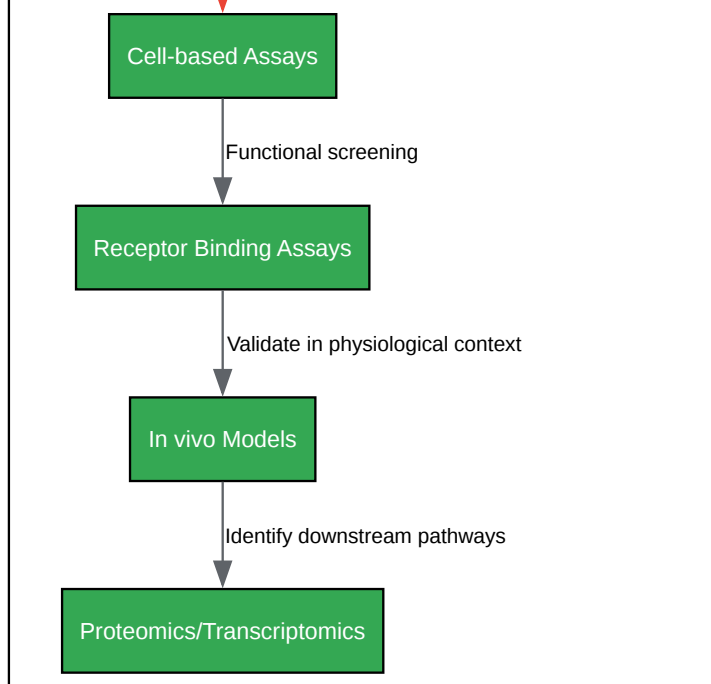 Cell-based Assays
Functional screening
Receptor Binding Assays
Validate in physiological context
In vivo Models
Identify downstream pathways
Proteomics/Transcriptomics